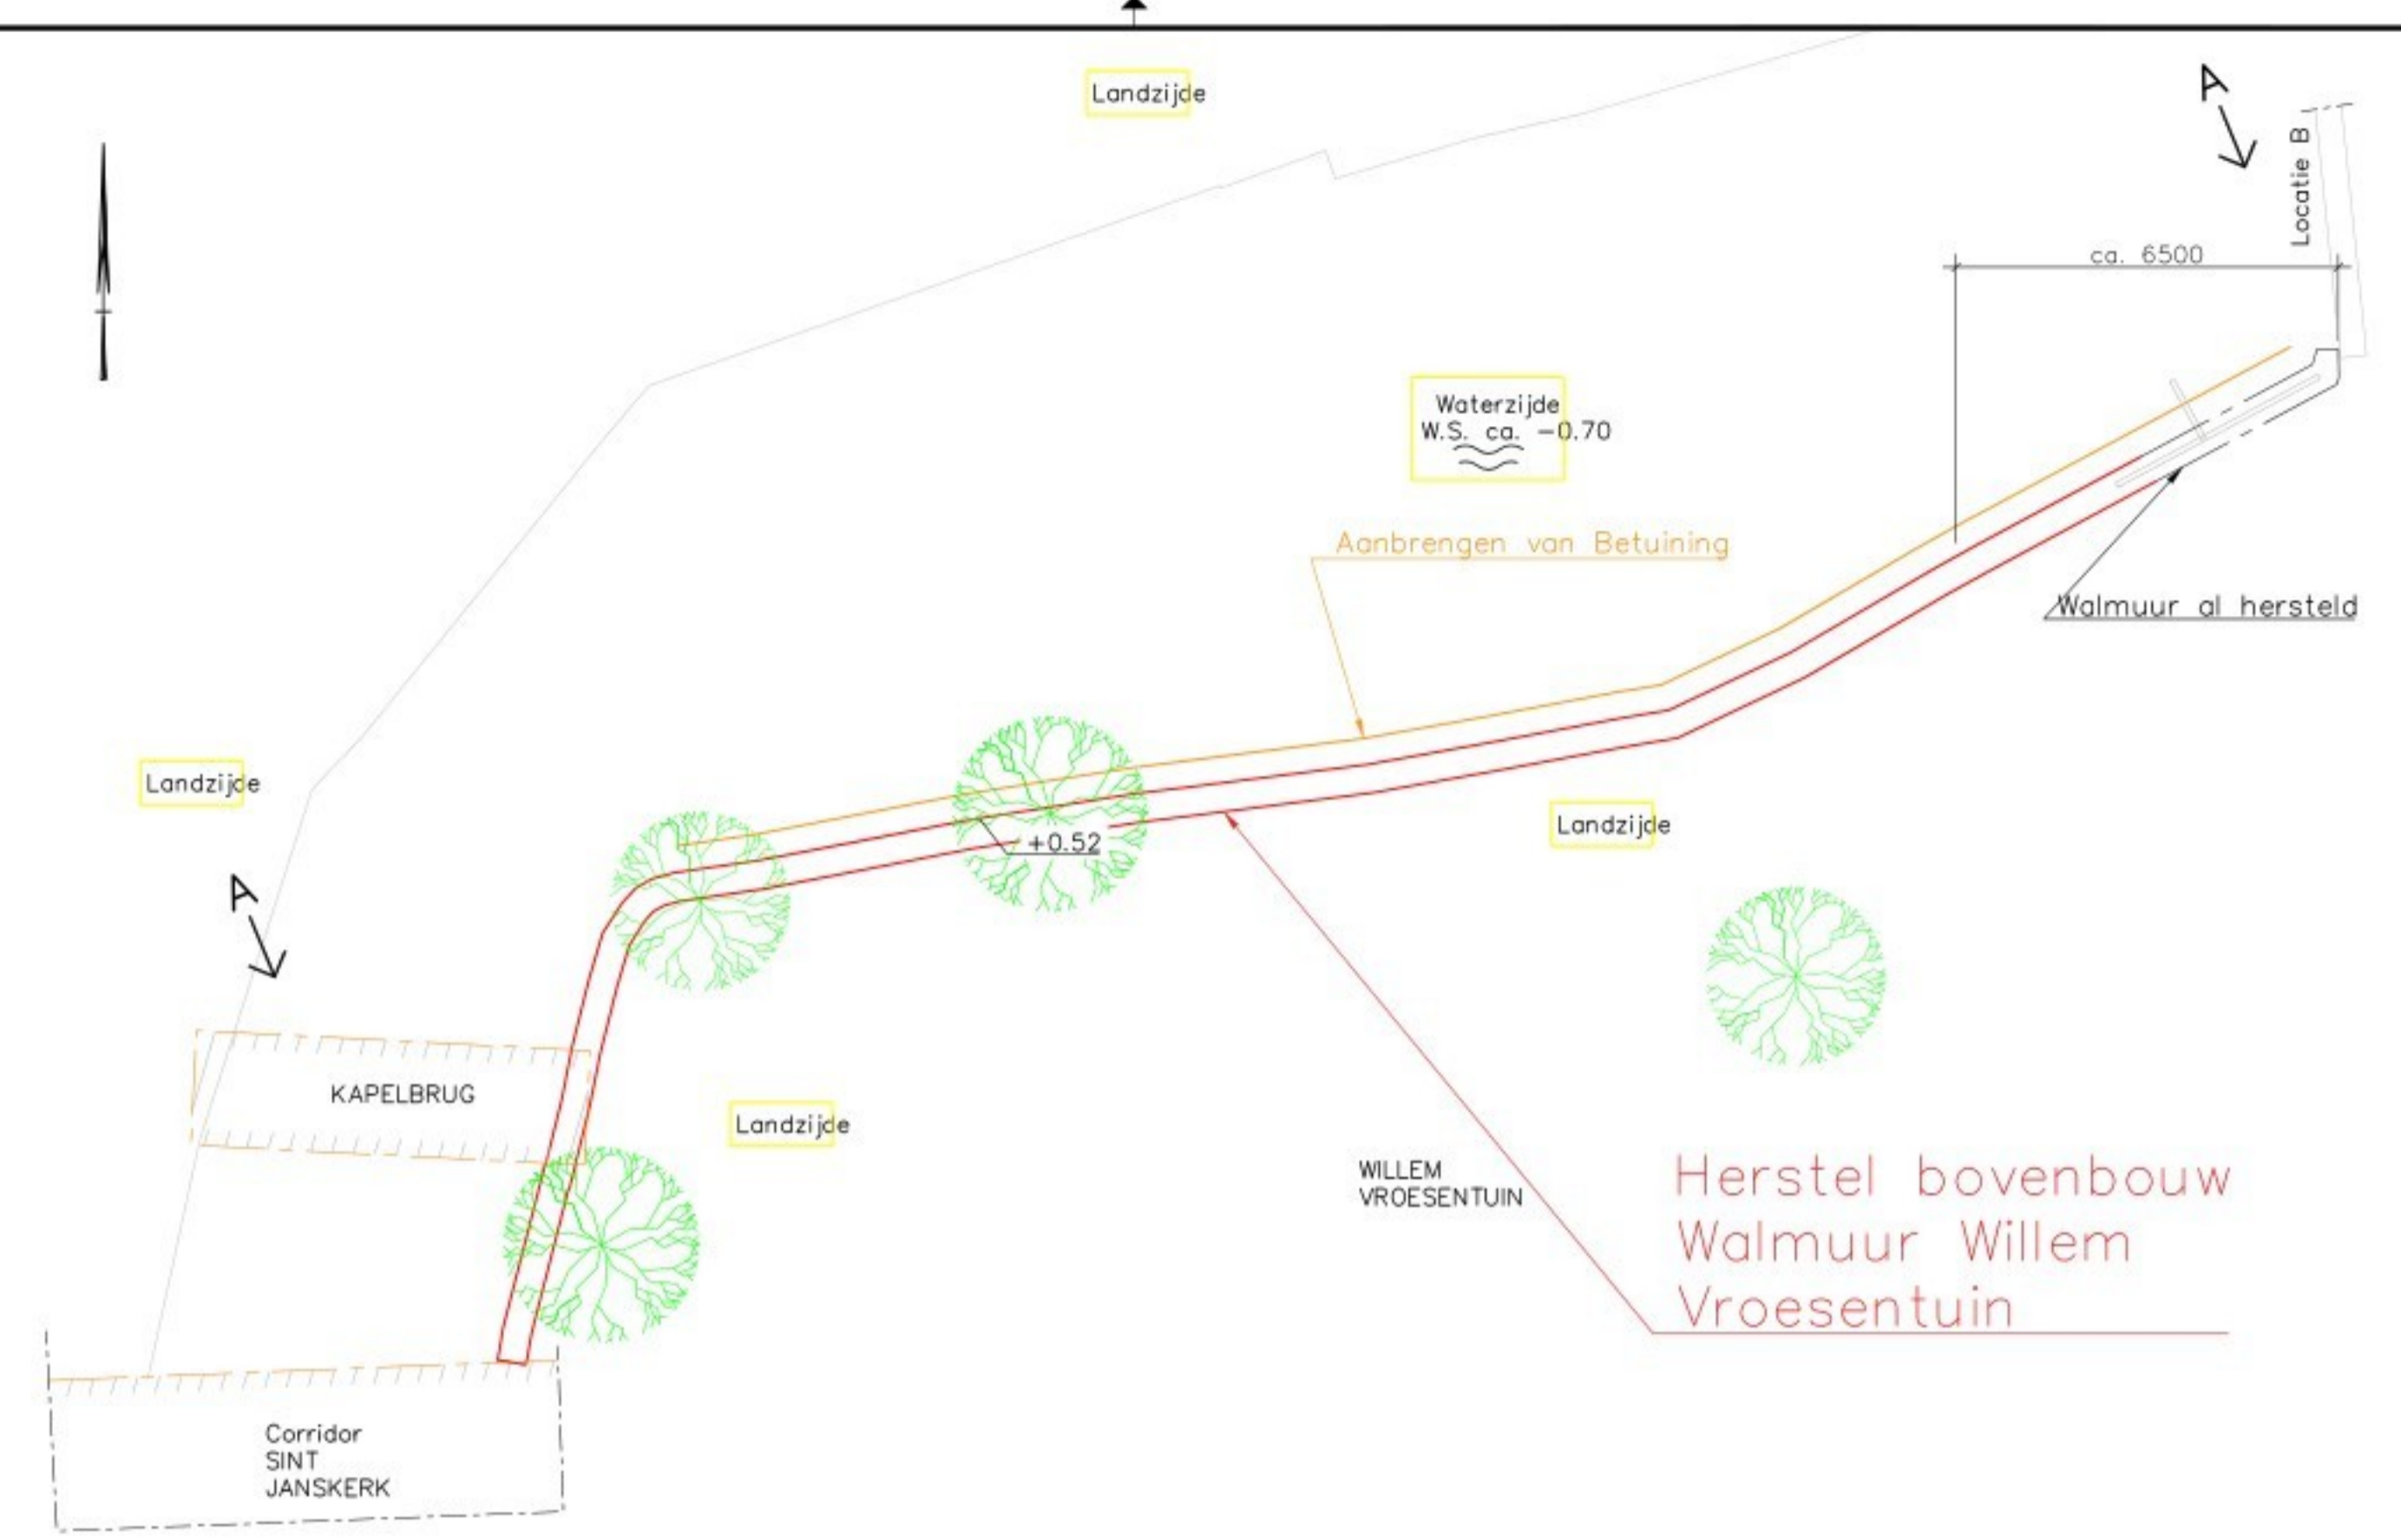 Landzijde
A
Locatie B
ca. 6500
Waterzijde
W.S. ca. -0.70
Aanbrengen van Betuining
Walmuur al hersteld
Landzijde
Landzijde
+0.52
A
KAPELBRUG
Landzijde
WILLEM
VROESENTUIN
Herstel bovenbouw
Walmuur Willem
Vroesentuin
Corridor
SINT
JANSKERK